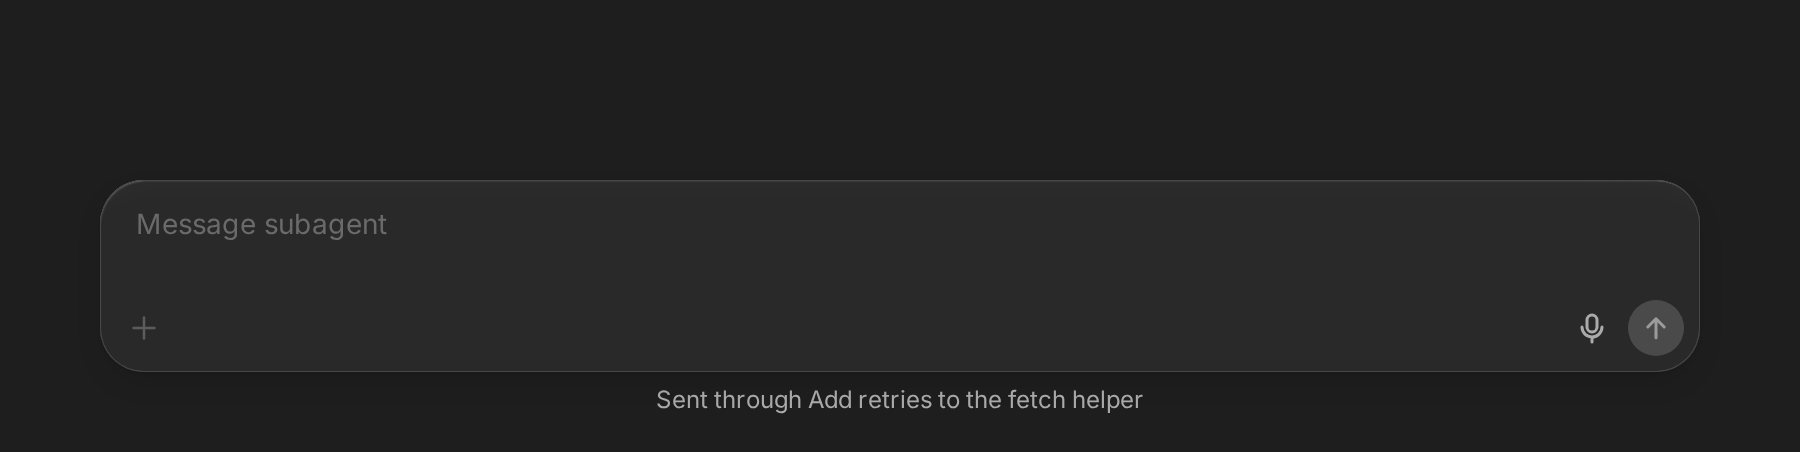 Message subagent
Sent through Add retries to the fetch helper